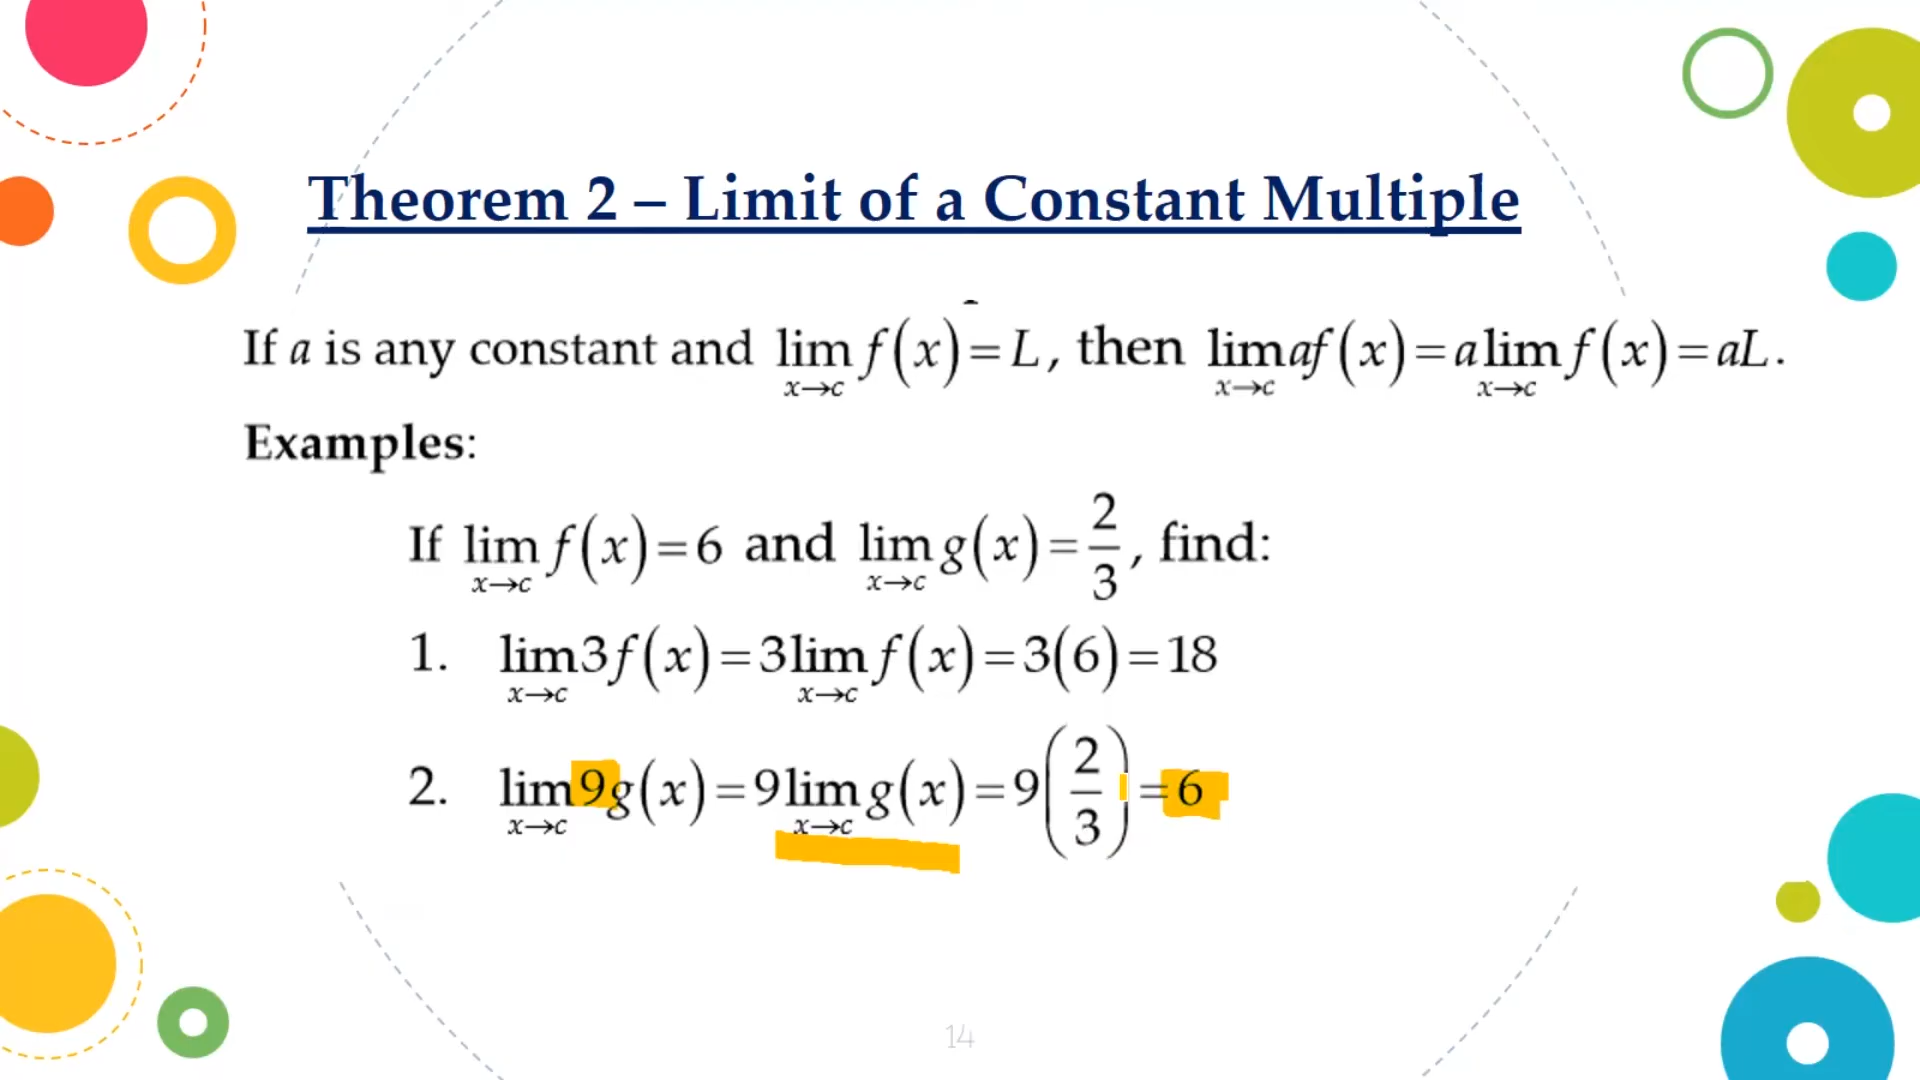 Theorem 2 – Limit of a Constant Multiple
If a is any constant and lim x→c f(x) = L, then lim x→c af(x) = a lim x→c f(x) = aL.
Examples:
If lim x→c f(x) = 6 and lim x→c g(x) = 2/3, find:
1. lim x→c 3f(x) = 3 lim x→c f(x) = 3(6) = 18
2. lim x→c 9g(x) = 9 lim x→c g(x) = 9(2/3) = 6
14